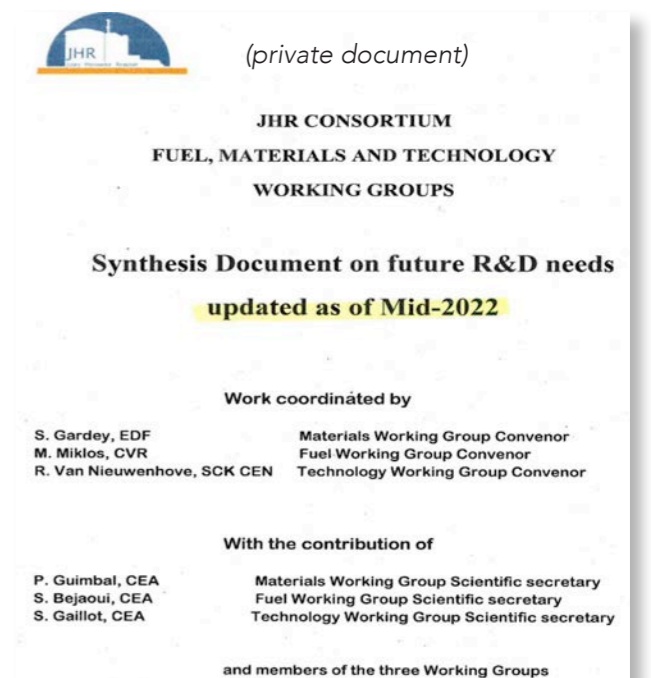 JHR
(private document)
JHR CONSORTIUM
FUEL, MATERIALS AND TECHNOLOGY
WORKING GROUPS
Synthesis Document on future R&D needs
updated as of Mid-2022
Work coordinated by
S. Gardey, EDF Materials Working Group Convenor
M. Miklos, CVR Fuel Working Group Convenor
R. Van Nieuwenhove, SCK CEN Technology Working Group Convenor
With the contribution of
P. Guimbal, CEA Materials Working Group Scientific secretary
S. Bejaoui, CEA Fuel Working Group Scientific secretary
S. Gaillot, CEA Technology Working Group Scientific secretary
and members of the three Working Groups